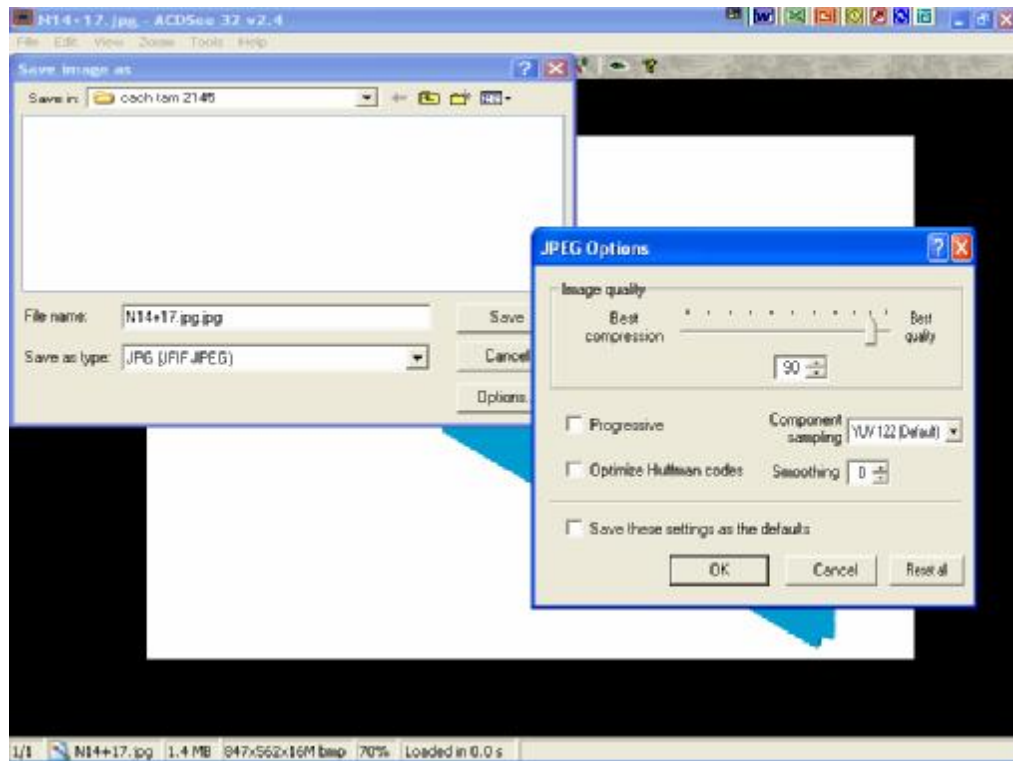 N14+17.jpg - ACDSee 32 v2.4
File Edit View Zoom Tools Help
Save image as
Save in: cach lam 2145
File name: N14+17.jpg.jpg
Save
Save as type: JPG (JFIF JPEG)
Cancel
Options.
JPEG Options
Image quality
Best compression
Best quality
90
Progressive
Component sampling
YUV 122 (Default)
Optimize Huffman codes
Smoothing 0
Save these settings as the defaults
OK Cancel Reset all
1/1 N14+17.jpg 1.4 MB 847x562x16M bmp 70% Loaded in 0.0 s